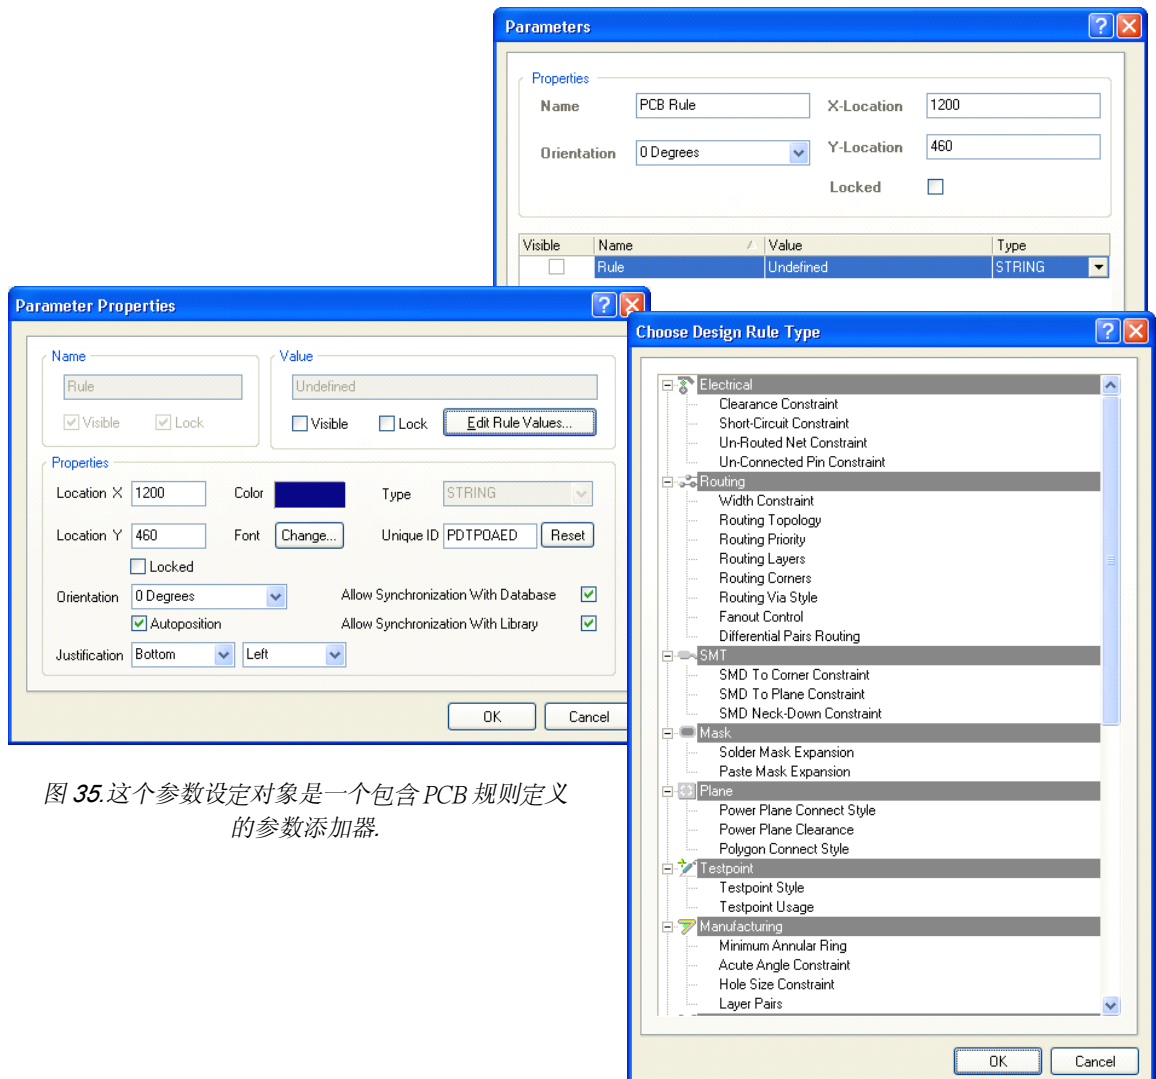 Parameters
Properties
Name PCB Rule X-Location 1200
Orientation 0 Degrees Y-Location 460
Locked
Visible Name Value Type
Rule Undefined STRING
Parameter Properties
Name
Rule
Visible Lock
Value
Undefined
Visible Lock Edit Rule Values...
Properties
Location X 1200 Color Type STRING
Location Y 460 Font Change... Unique ID PDTPOAED Reset
Locked
Orientation 0 Degrees Allow Synchronization With Database
Autoposition Allow Synchronization With Library
Justification Bottom Left
OK Cancel
Choose Design Rule Type
Electrical
Clearance Constraint
Short-Circuit Constraint
Un-Routed Net Constraint
Un-Connected Pin Constraint
Routing
Width Constraint
Routing Topology
Routing Priority
Routing Layers
Routing Corners
Routing Via Style
Fanout Control
Differential Pairs Routing
SMT
SMD To Corner Constraint
SMD To Plane Constraint
SMD Neck-Down Constraint
Mask
Solder Mask Expansion
Paste Mask Expansion
Plane
Power Plane Connect Style
Power Plane Clearance
Polygon Connect Style
Testpoint
Testpoint Style
Testpoint Usage
Manufacturing
Minimum Annular Ring
Acute Angle Constraint
Hole Size Constraint
Layer Pairs
OK Cancel
图 35.这个参数设定对象是一个包含 PCB 规则定义
的参数添加器.